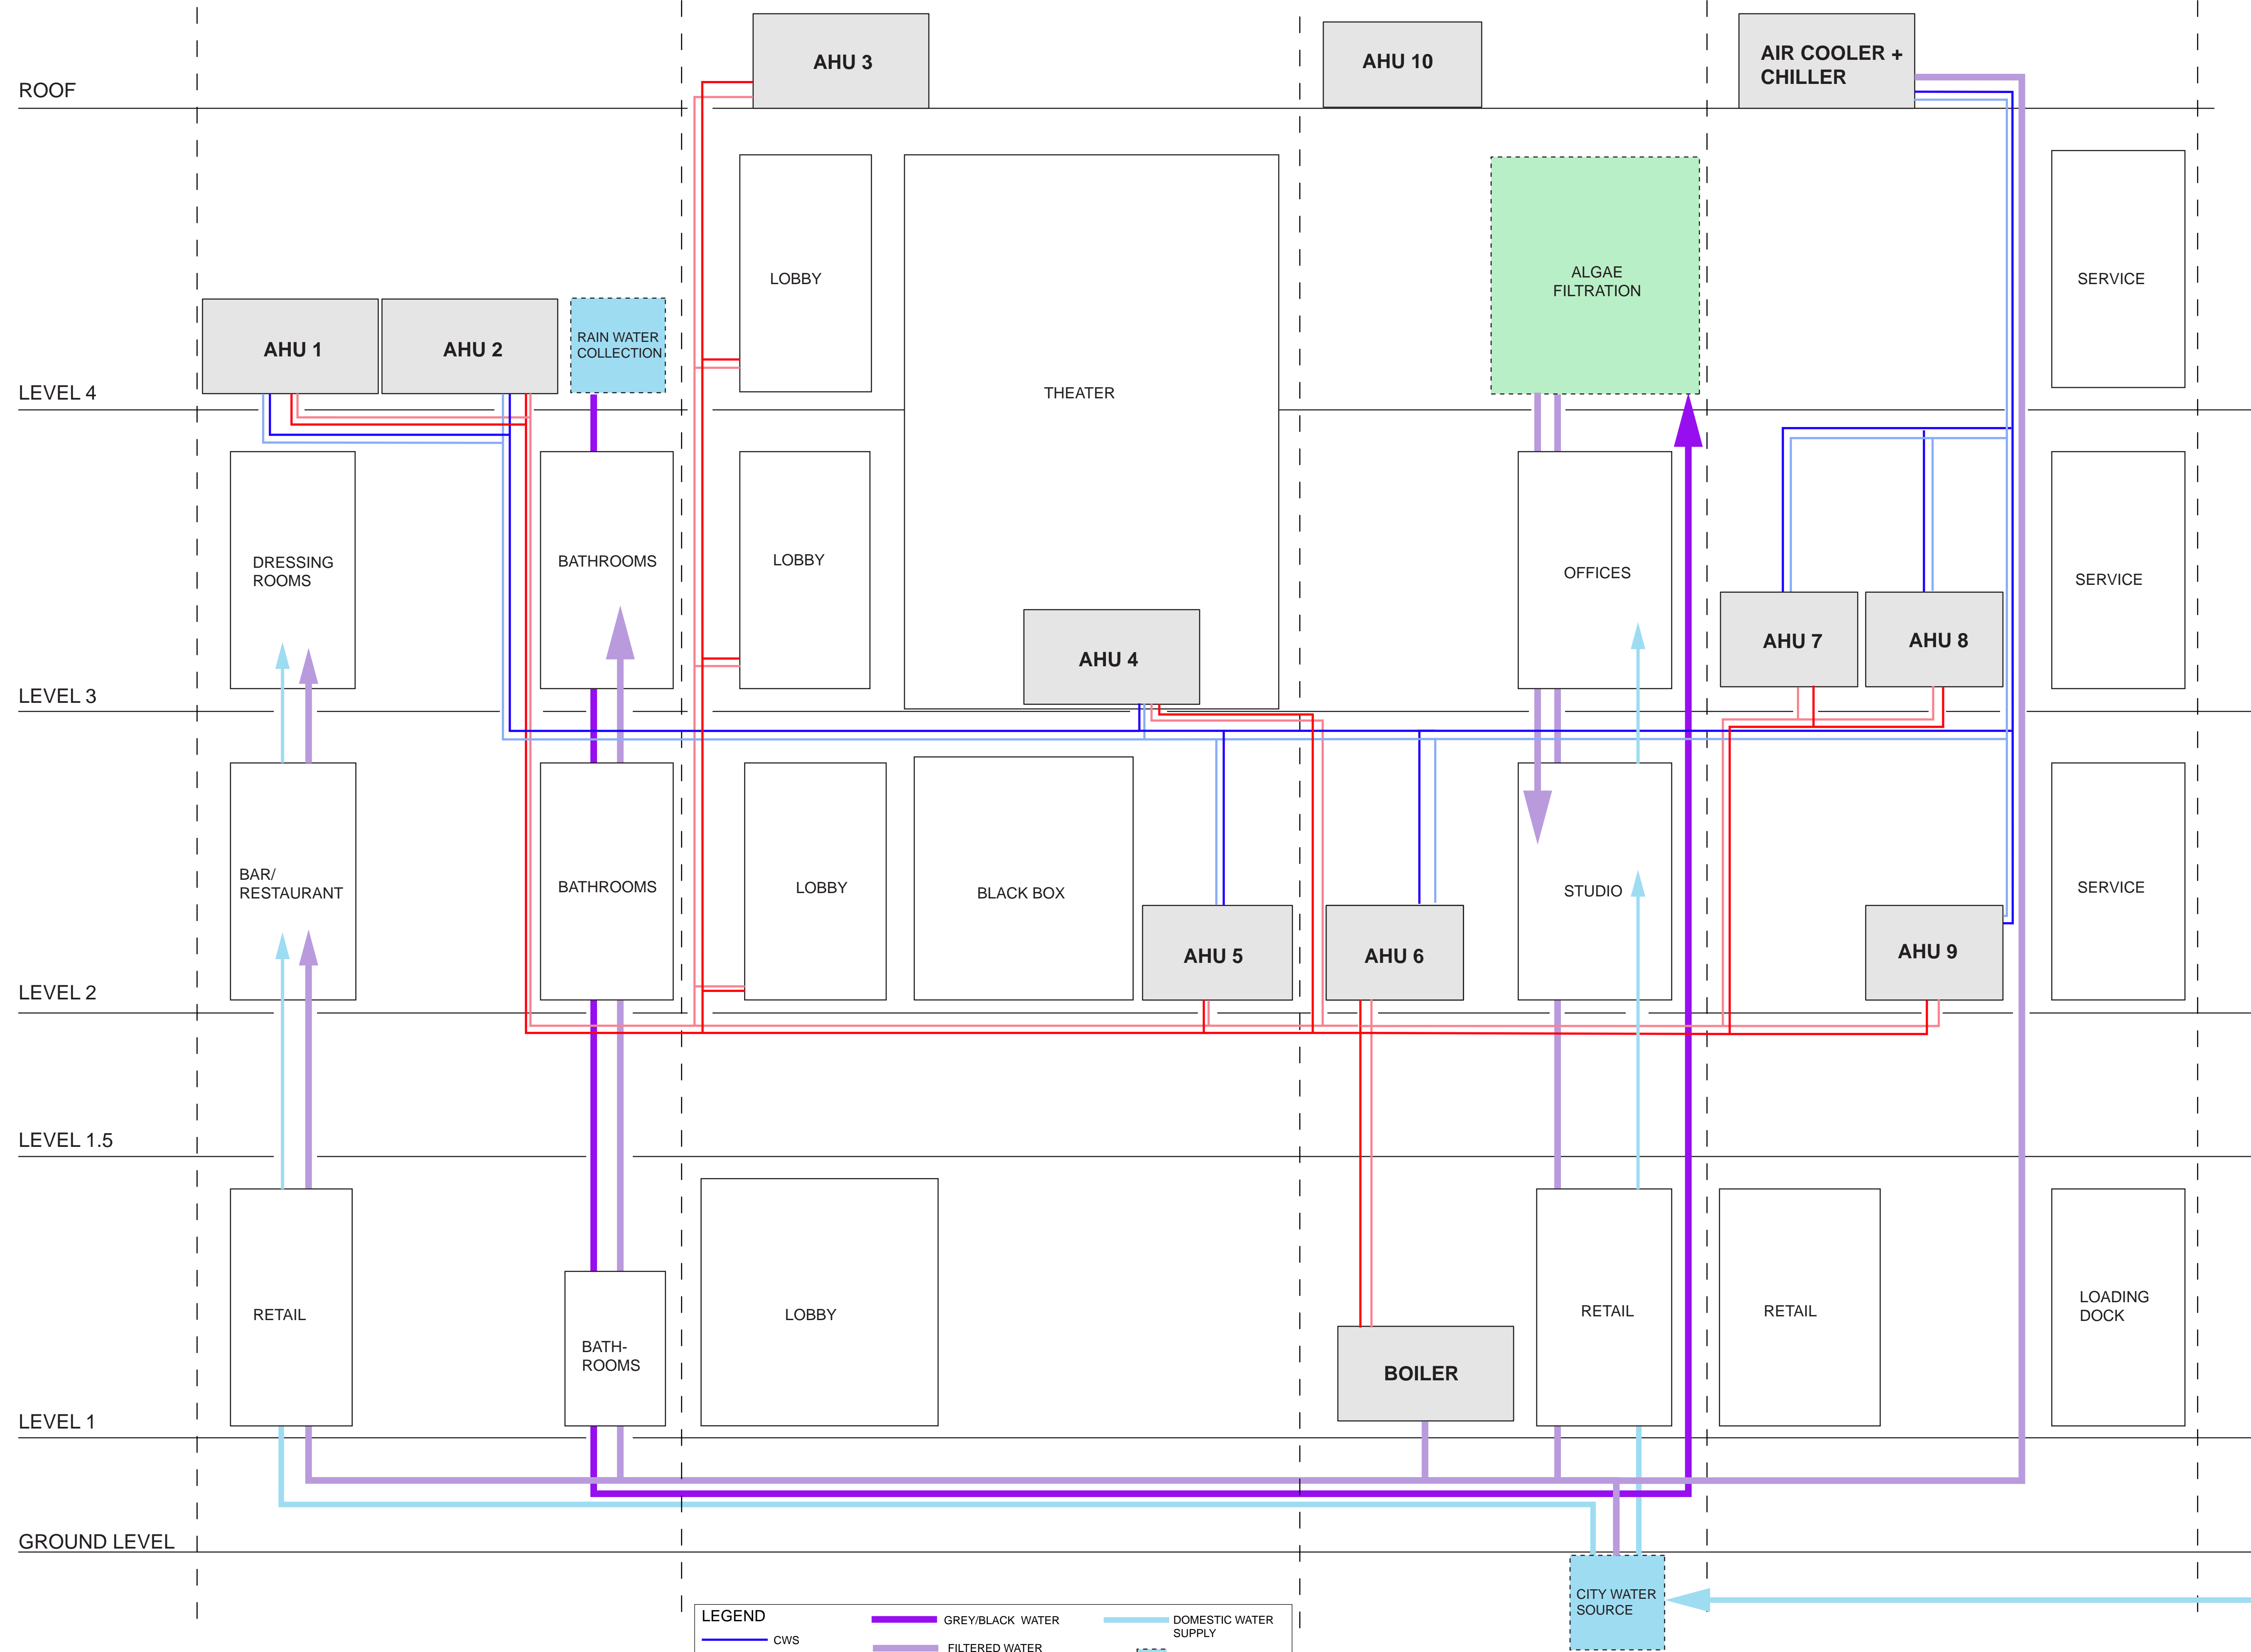 AHU 3
AHU 10
AIR COOLER +
CHILLER
ROOF
LOBBY
ALGAE
FILTRATION
SERVICE
AHU 1
AHU 2
RAIN WATER
COLLECTION
THEATER
LEVEL 4
DRESSING
ROOMS
BATHROOMS
LOBBY
OFFICES
SERVICE
AHU 4
AHU 7
AHU 8
LEVEL 3
BAR/
RESTAURANT
BATHROOMS
LOBBY
BLACK BOX
STUDIO
SERVICE
AHU 5
AHU 6
AHU 9
LEVEL 2
LEVEL 1.5
RETAIL
BATH-
ROOMS
LOBBY
BOILER
RETAIL
RETAIL
LOADING
DOCK
LEVEL 1
GROUND LEVEL
CITY WATER
SOURCE
LEGEND
CWS
GREY/BLACK WATER
FILTERED WATER
DOMESTIC WATER
SUPPLY